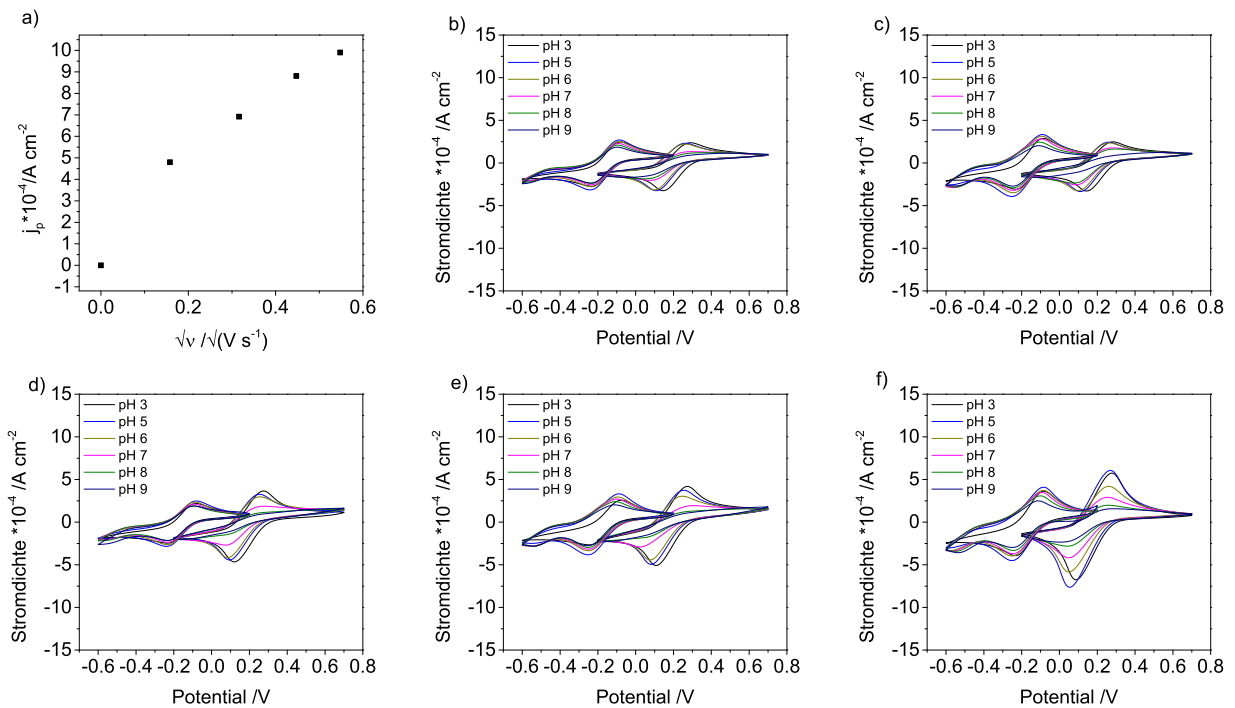 a)
10
9
8
7
6
5
4
3
2
1
0
-1
jp *10-4/A cm-2
0.0 0.2 0.4 0.6
√ν /√(V s-1)
b)
15
10
5
0
-5
-10
-15
Stromdichte *10-4 /A cm-2
pH 3
pH 5
pH 6
pH 7
pH 8
pH 9
-0.6 -0.4 -0.2 0.0 0.2 0.4 0.6 0.8
Potential /V
c)
15
10
5
0
-5
-10
-15
Stromdichte *10-4 /A cm-2
pH 3
pH 5
pH 6
pH 7
pH 8
pH 9
-0.6 -0.4 -0.2 0.0 0.2 0.4 0.6 0.8
Potential /V
d)
15
10
5
0
-5
-10
-15
Stromdichte *10-4 /A cm-2
pH 3
pH 5
pH 6
pH 7
pH 8
pH 9
-0.6 -0.4 -0.2 0.0 0.2 0.4 0.6 0.8
Potential /V
e)
15
10
5
0
-5
-10
-15
Stromdichte *10-4 /A cm-2
pH 3
pH 5
pH 6
pH 7
pH 8
pH 9
-0.6 -0.4 -0.2 0.0 0.2 0.4 0.6 0.8
Potential /V
f)
15
10
5
0
-5
-10
-15
Stromdichte *10-4 /A cm-2
pH 3
pH 5
pH 6
pH 7
pH 8
pH 9
-0.6 -0.4 -0.2 0.0 0.2 0.4 0.6 0.8
Potential /V